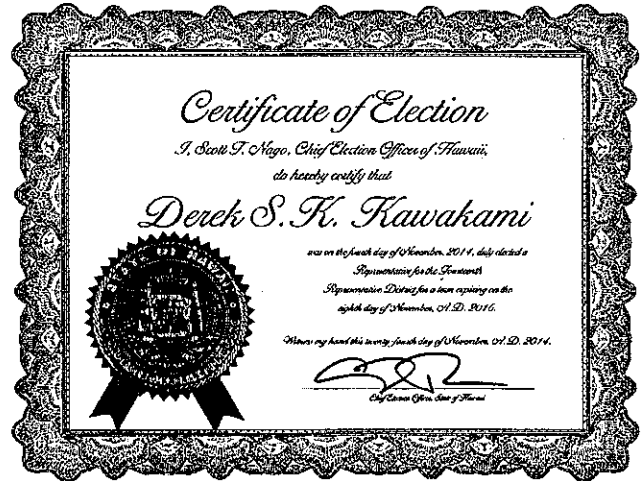 Certificate of Election
I, Scott T. Nago, Chief Election Officer of Hawaii,
do hereby certify that
Derek S. K. Kawakami
was on the fourth day of November, 2014, duly elected a
Representative for the Fourteenth
Representative District for a term expiring on the
eighth day of November, A.D. 2016.
Witness my hand this twenty-fourth day of November, A.D. 2014.
Chief Election Officer, State of Hawaii
STATE OF HAWAII